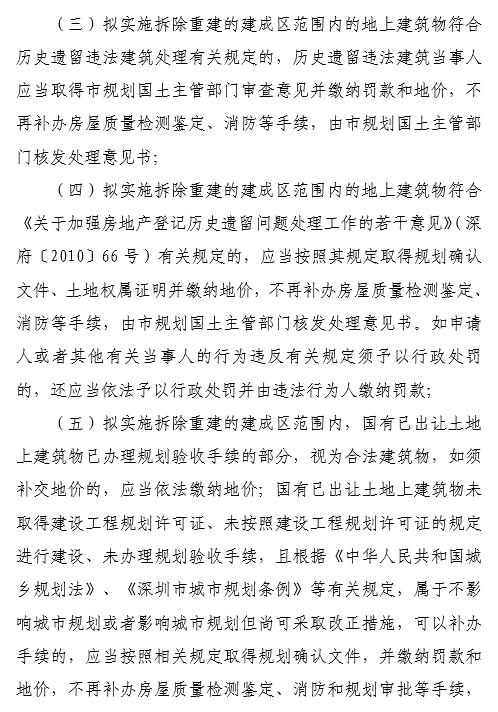 （三）拟实施拆除重建的建成区范围内的地上建筑物符合
历史遗留违法建筑处理有关规定的，历史遗留违法建筑当事人
应当取得市规划国土主管部门审查意见并缴纳罚款和地价，不
再补办房屋质量检测鉴定、消防等手续，由市规划国土主管部
门核发处理意见书；
（四）拟实施拆除重建的建成区范围内的地上建筑物符合
《关于加强房地产登记历史遗留问题处理工作的若干意见》（深
府〔2010〕66 号）有关规定的，应当按照其规定取得规划确认
文件、土地权属证明并缴纳地价，不再补办房屋质量检测鉴定、
消防等手续，由市规划国土主管部门核发处理意见书。如申请
人或者其他有关当事人的行为违反有关规定须予以行政处罚
的，还应当依法予以行政处罚并由违法行为人缴纳罚款；
（五）拟实施拆除重建的建成区范围内，国有已出让土地
上建筑物已办理规划验收手续的部分，视为合法建筑物，如须
补交地价的，应当依法缴纳地价；国有已出让土地上建筑物未
取得建设工程规划许可证、未按照建设工程规划许可证的规定
进行建设、未办理规划验收手续，且根据《中华人民共和国城
乡规划法》、《深圳市城市规划条例》等有关规定，属于不影
响城市规划或者影响城市规划但尚可采取改正措施，可以补办
手续的，应当按照相关规定取得规划确认文件，并缴纳罚款和
地价，不再补办房屋质量检测鉴定、消防和规划审批等手续，